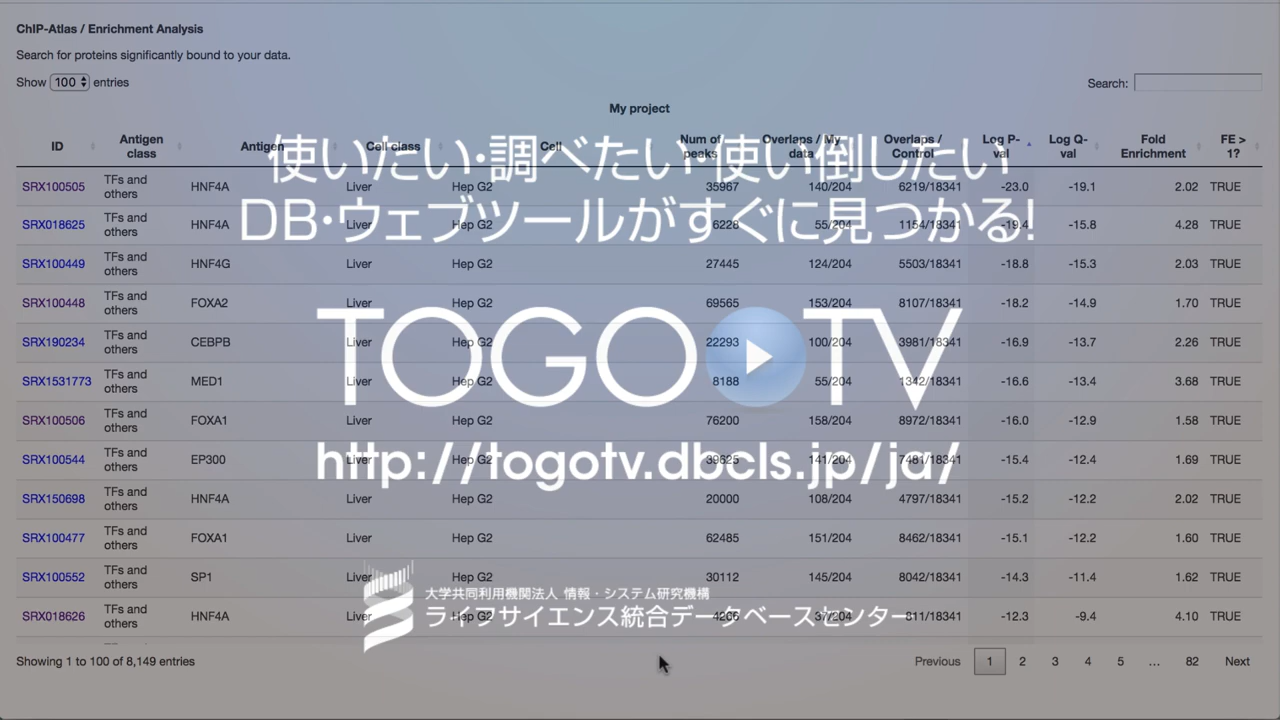 ChIP-Atlas / Enrichment Analysis
Search for proteins significantly bound to your data.
Show 100 entries
Search:
My project
ID Antigen class Antigen Cell class Cell Num of peaks Overlaps / My data Overlaps / Control Log P-val Log Q-val Fold Enrichment FE > 1?
使いたい・調べたい・使い倒したい
DB・ウェブツールがすぐに見つかる!
TOGO TV
http://togotv.dbcls.jp/ja/
大学共同利用機関法人 情報・システム研究機構
ライフサイエンス統合データベースセンター
SRX100505 TFs and others HNF4A Liver Hep G2 35967 140/204 6219/18341 -23.0 -19.1 2.02 TRUE
SRX018625 TFs and others HNF4A Liver Hep G2 6228 55/204 1154/18341 -19.4 -15.8 4.28 TRUE
SRX100449 TFs and others HNF4G Liver Hep G2 27445 124/204 5503/18341 -18.8 -15.3 2.03 TRUE
SRX100448 TFs and others FOXA2 Liver Hep G2 69565 153/204 8107/18341 -18.2 -14.9 1.70 TRUE
SRX190234 TFs and others CEBPB Liver Hep G2 22293 100/204 3981/18341 -16.9 -13.7 2.26 TRUE
SRX1531773 TFs and others MED1 Liver Hep G2 8188 55/204 1342/18341 -16.6 -13.4 3.68 TRUE
SRX100506 TFs and others FOXA1 Liver Hep G2 76200 158/204 8972/18341 -16.0 -12.9 1.58 TRUE
SRX100544 TFs and others EP300 Liver Hep G2 39625 141/204 7481/18341 -15.4 -12.4 1.69 TRUE
SRX150698 TFs and others HNF4A Liver Hep G2 20000 108/204 4797/18341 -15.2 -12.2 2.02 TRUE
SRX100477 TFs and others FOXA1 Liver Hep G2 62485 151/204 8462/18341 -15.1 -12.2 1.60 TRUE
SRX100552 TFs and others SP1 Liver Hep G2 30112 145/204 8042/18341 -14.3 -11.4 1.62 TRUE
SRX018626 TFs and others HNF4A Liver Hep G2 4266 37/204 811/18341 -12.3 -9.4 4.10 TRUE
Showing 1 to 100 of 8,149 entries
Previous 1 2 3 4 5 … 82 Next